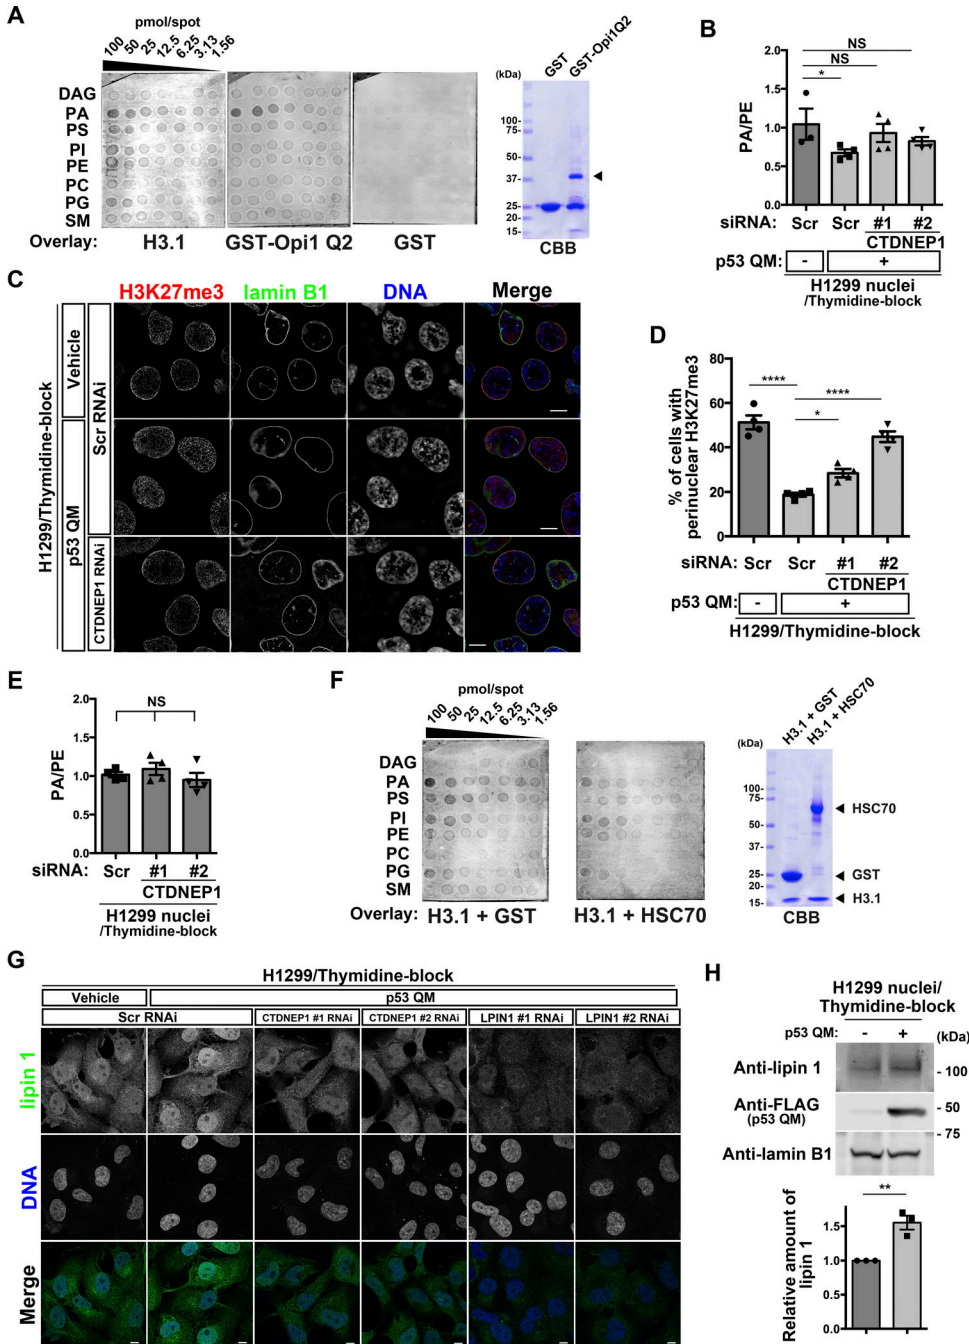 A
pmol/spot
100 50 25 12.5 6.25 3.13 1.56
DAG
PA
PS
PI
PE
PC
PG
SM
Overlay: H3.1 GST-Opi1 Q2 GST
GST GST-Opi1Q2
(kDa)
100-
75-
50-
37-
25-
20-
15-
CBB
B
NS
NS
*
2.0
1.5
1.0
0.5
0.0
PA/PE
siRNA: Scr Scr #1 #2
CTDNEP1
p53 QM: - +
H1299 nuclei
/Thymidine-block
C
H3K27me3 lamin B1 DNA Merge
H1299/Thymidine-block
Vehicle
p53 QM
Scr RNAi
CTDNEP1 RNAi
D
80
60
40
20
0
% of cells with
perinuclear H3K27me3
**** * ****
siRNA: Scr Scr #1 #2
CTDNEP1
p53 QM: - +
H1299/Thymidine-block
E
2.0
1.5
1.0
0.5
0.0
PA/PE
NS
siRNA: Scr #1 #2
CTDNEP1
H1299 nuclei
/Thymidine-block
F
pmol/spot
100 50 25 12.5 6.25 3.13 1.56
DAG
PA
PS
PI
PE
PC
PG
SM
Overlay: H3.1 + GST H3.1 + HSC70
H3.1 + GST H3.1 + HSC70
(kDa)
100-
75-
50-
37-
25-
20-
15-
HSC70
GST
H3.1
CBB
G
H1299/Thymidine-block
Vehicle p53 QM
Scr RNAi CTDNEP1 #1 RNAi CTDNEP1 #2 RNAi LPIN1 #1 RNAi LPIN1 #2 RNAi
lipin 1
DNA
Merge
H
H1299 nuclei/
Thymidine-block
p53 QM: - + (kDa)
Anti-lipin 1 - 100
Anti-FLAG - 50
(p53 QM)
- 75
Anti-lamin B1
**
1.5
1.0
0.5
0
Relative amount of
lipin 1